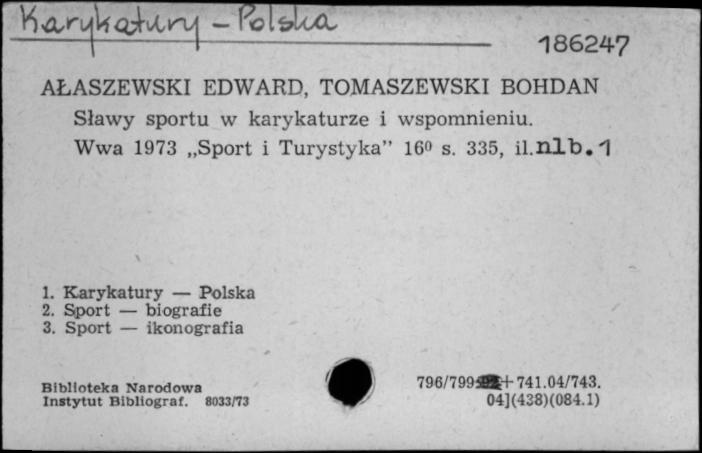 Karykatury - Polska
186247
AŁASZEWSKI EDWARD, TOMASZEWSKI BOHDAN
Sławy sportu w karykaturze i wspomnieniu.
Wwa 1973 „Sport i Turystyka” 16⁰ s. 335, il. nlb. 1
1. Karykatury — Polska
2. Sport — biografie
3. Sport — ikonografia
Biblioteka Narodowa
Instytut Bibliograf. 8033/73
796/799 + 741.04/743.
04](438)(084.1)